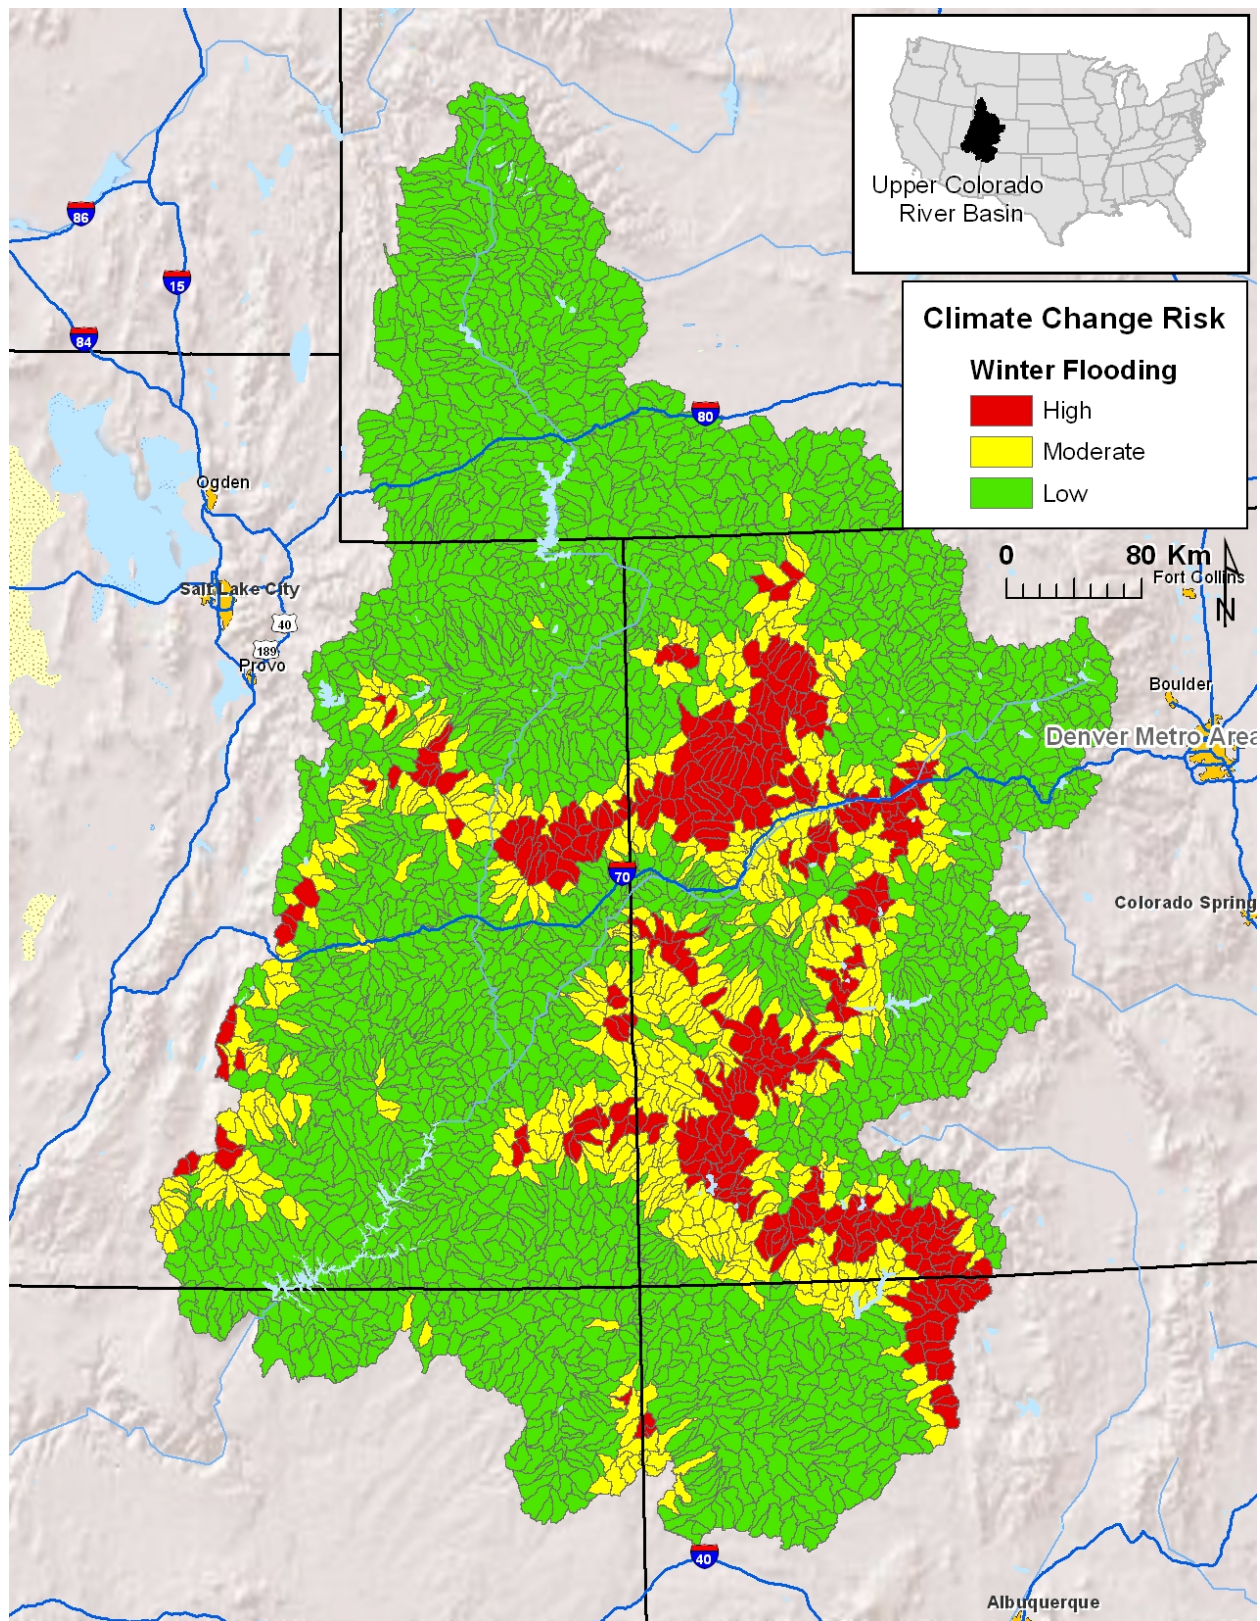 Upper Colorado
River Basin
86
15
Climate Change Risk
84
Winter Flooding
80
High
Moderate
Ogden
Low
0 80 Km
Fort Collins
Salt Lake City
N
40
189
Provo
Boulder
Denver Metro Area
70
Colorado Spring
40
Albuquerque